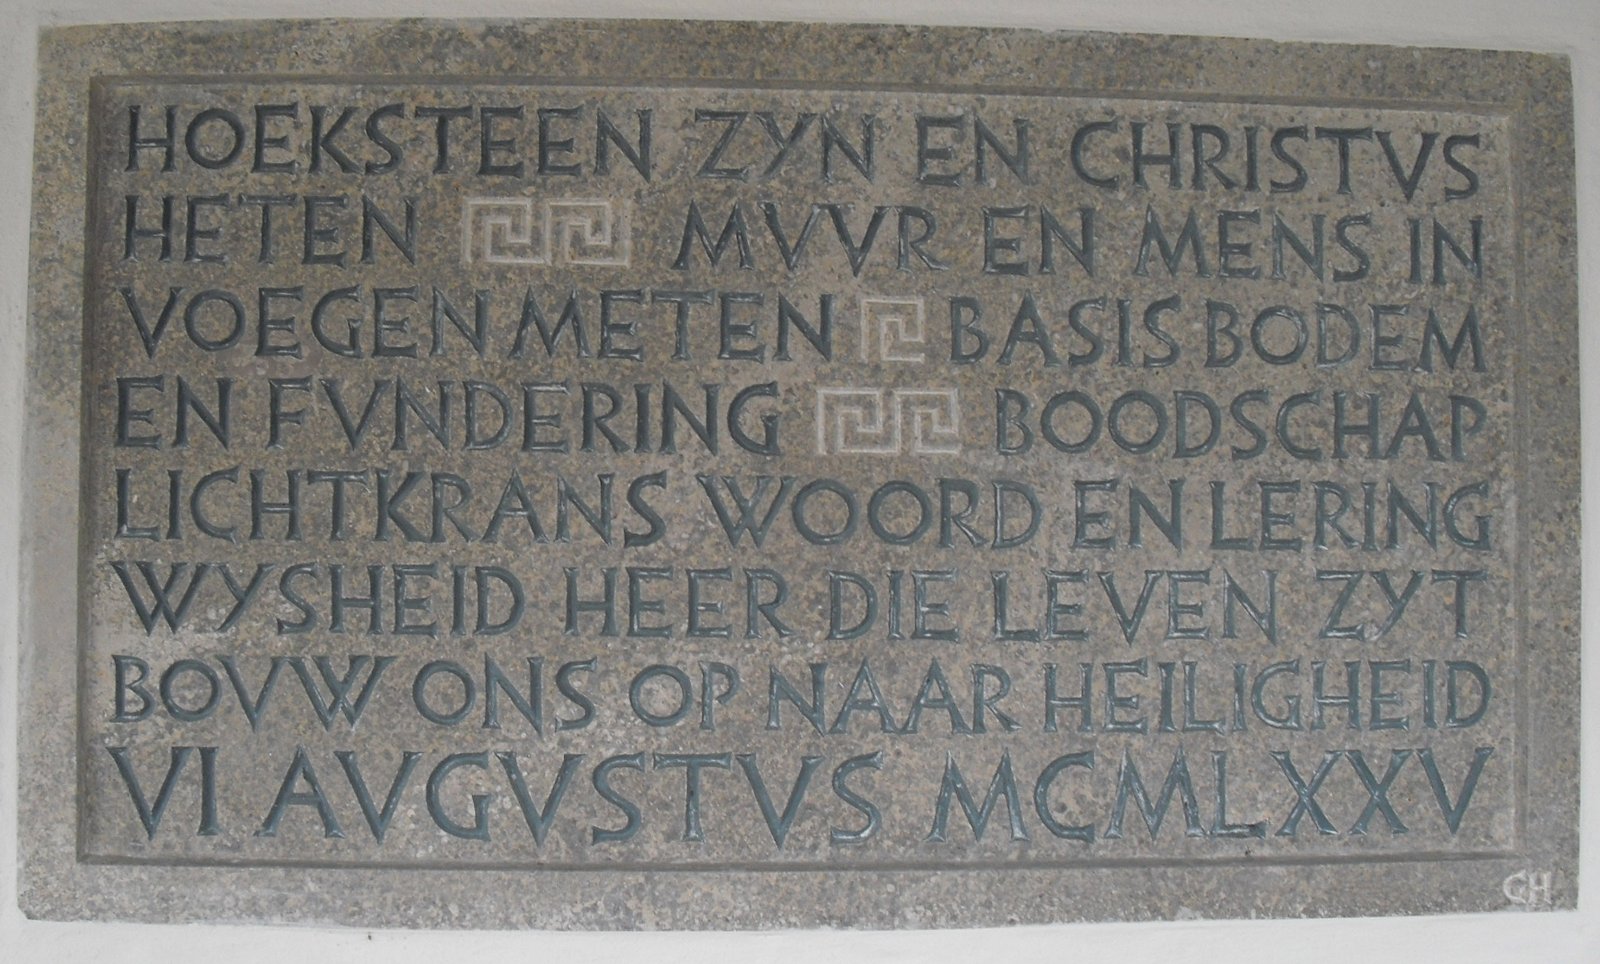 HOEKSTEEN ZYN EN CHRISTVS
HETEN MVVR EN MENS IN
VOEGEN METEN BASIS BODEM
EN FVNDERING BOODSCHAP
LICHTKRANS WOORD EN LERING
WYSHEID HEER DIE LEVEN ZYT
BOVW ONS OP NAAR HEILIGHEID
VI AVGVSTVS MCMLXXV
GH